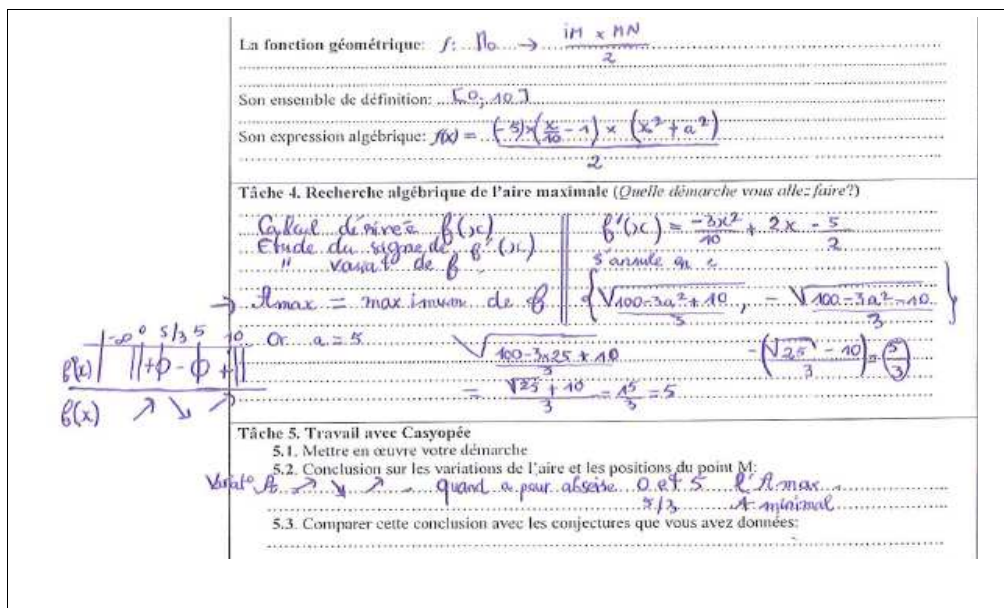 La fonction géométrique: f: M₀ → (iM x MN)/2
Son ensemble de définition: [0; 10]
Son expression algébrique: f(x) = ((-5)x(x/10 - 1) x (x² + a²))/2
Tâche 4. Recherche algébrique de l'aire maximale (Quelle démarche vous allez faire?)
Calcul dérivée f(x)
Etude du signe de f'(x)
" variat° de f
→ Amax = maximum de f
f'(x) = -3x²/10 + 2x - 5/2
s'annule en
{√100-3a²+10/3, - √100-3a²-10/3}
Or a = 5
√100-3x25+10/3
= √25+10/3 = 15/3 = 5
-(√25 - 10/3) = (5/3)
-∞ 0 5/3 5 10
f'(x) || + ϕ - ϕ + ||
f(x) ↗ ↘ ↗
Tâche 5. Travail avec Casyopée
5.1. Mettre en œuvre votre démarche
5.2. Conclusion sur les variations de l'aire et les positions du point M:
Variat° A ↗ ↘ ↗ quand a pour absisse 0 et 5 l'Amax
5/3 A minimal
5.3. Comparer cette conclusion avec les conjectures que vous avez données: